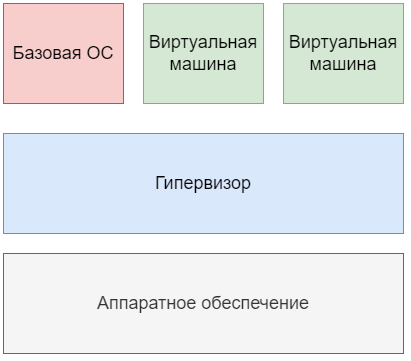 Базовая ОС
Виртуальная
машина
Виртуальная
машина
Гипервизор
Аппаратное обеспечение